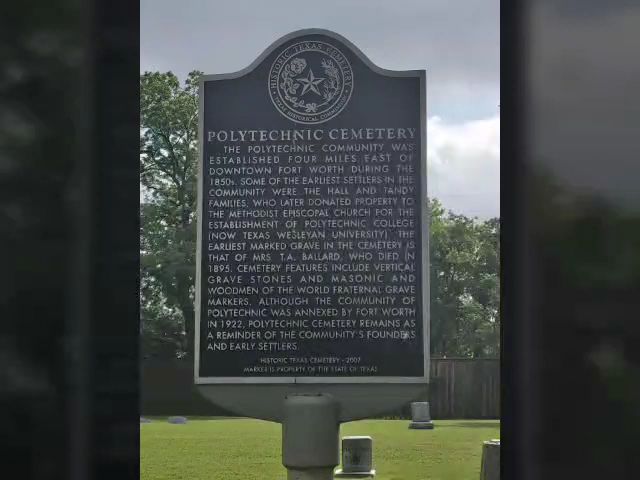 HISTORIC TEXAS CEMETERY
TEXAS HISTORICAL COMMISSION
POLYTECHNIC CEMETERY
THE POLYTECHNIC COMMUNITY WAS
ESTABLISHED FOUR MILES EAST OF
DOWNTOWN FORT WORTH DURING THE
1850s. SOME OF THE EARLIEST SETTLERS IN THE
COMMUNITY WERE THE HALL AND TANDY
FAMILIES, WHO LATER DONATED PROPERTY TO
THE METHODIST EPISCOPAL CHURCH FOR THE
ESTABLISHMENT OF POLYTECHNIC COLLEGE
(NOW TEXAS WESLEYAN UNIVERSITY). THE
EARLIEST MARKED GRAVE IN THE CEMETERY IS
THAT OF MRS. T.A. BALLARD, WHO DIED IN
1895. CEMETERY FEATURES INCLUDE VERTICAL
GRAVE STONES AND MASONIC AND
WOODMEN OF THE WORLD FRATERNAL GRAVE
MARKERS. ALTHOUGH THE COMMUNITY OF
POLYTECHNIC WAS ANNEXED BY FORT WORTH
IN 1922, POLYTECHNIC CEMETERY REMAINS AS
A REMINDER OF THE COMMUNITY'S FOUNDERS
AND EARLY SETTLERS.
HISTORIC TEXAS CEMETERY - 2007
MARKER IS PROPERTY OF THE STATE OF TEXAS